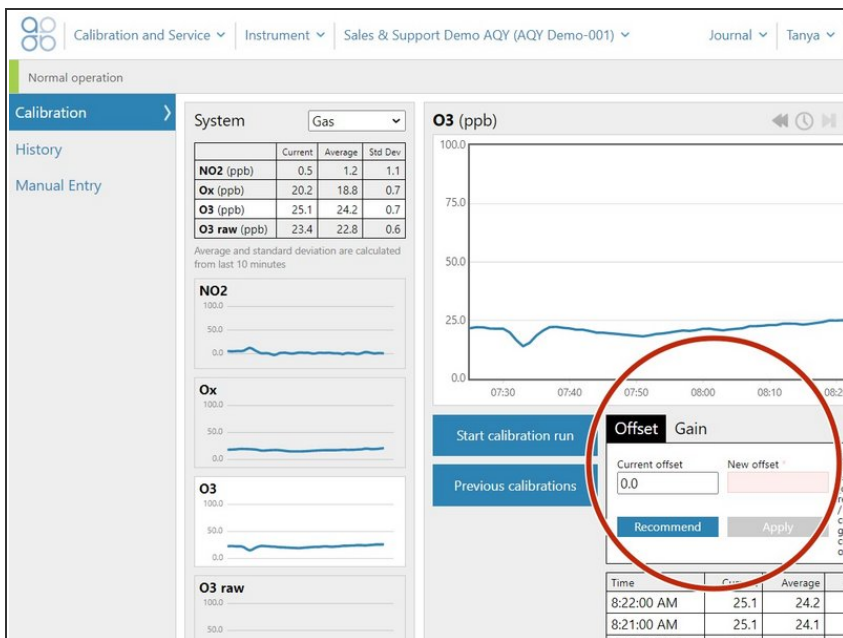 Calibration and Service
Instrument
Sales & Support Demo AQY (AQY Demo-001)
Journal
Tanya
Normal operation
Calibration
History
Manual Entry
System
Gas
Current Average Std Dev
NO2 (ppb) 0.5 1.2 1.1
Ox (ppb) 20.2 18.8 0.7
O3 (ppb) 25.1 24.2 0.7
O3 raw (ppb) 23.4 22.8 0.6
Average and standard deviation are calculated
from last 10 minutes
NO2
100.0
50.0
0.0
Ox
100.0
50.0
0.0
O3
100.0
50.0
0.0
O3 raw
100.0
50.0
O3 (ppb)
100.0
75.0
50.0
25.0
0.0
07:30 07:40 07:50 08:00 08:10
Start calibration run
Previous calibrations
Offset Gain
Current offset New offset *
0.0
Recommend Apply
Time Average
8:22:00 AM 25.1 24.2
8:21:00 AM 25.1 24.1